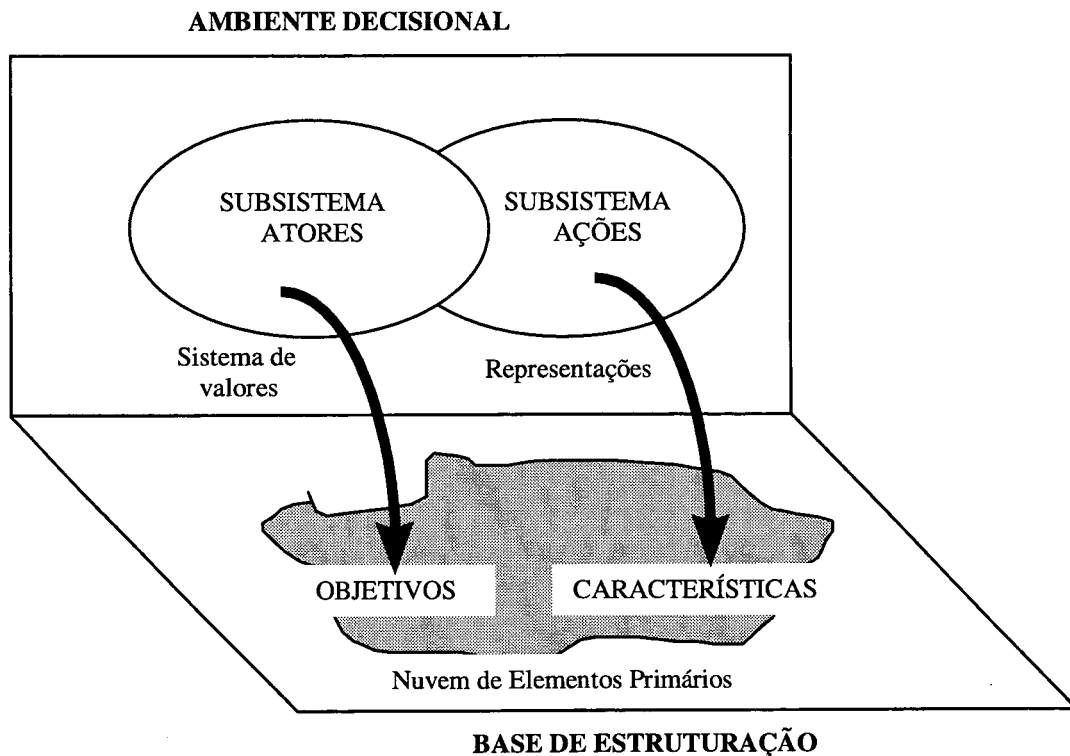 AMBIENTE DECISIONAL
SUBSISTEMA
ATORES
SUBSISTEMA
AÇÕES
Sistema de
valores
Representações
OBJETIVOS
CARACTERÍSTICAS
Nuvem de Elementos Primários
BASE DE ESTRUTURAÇÃO